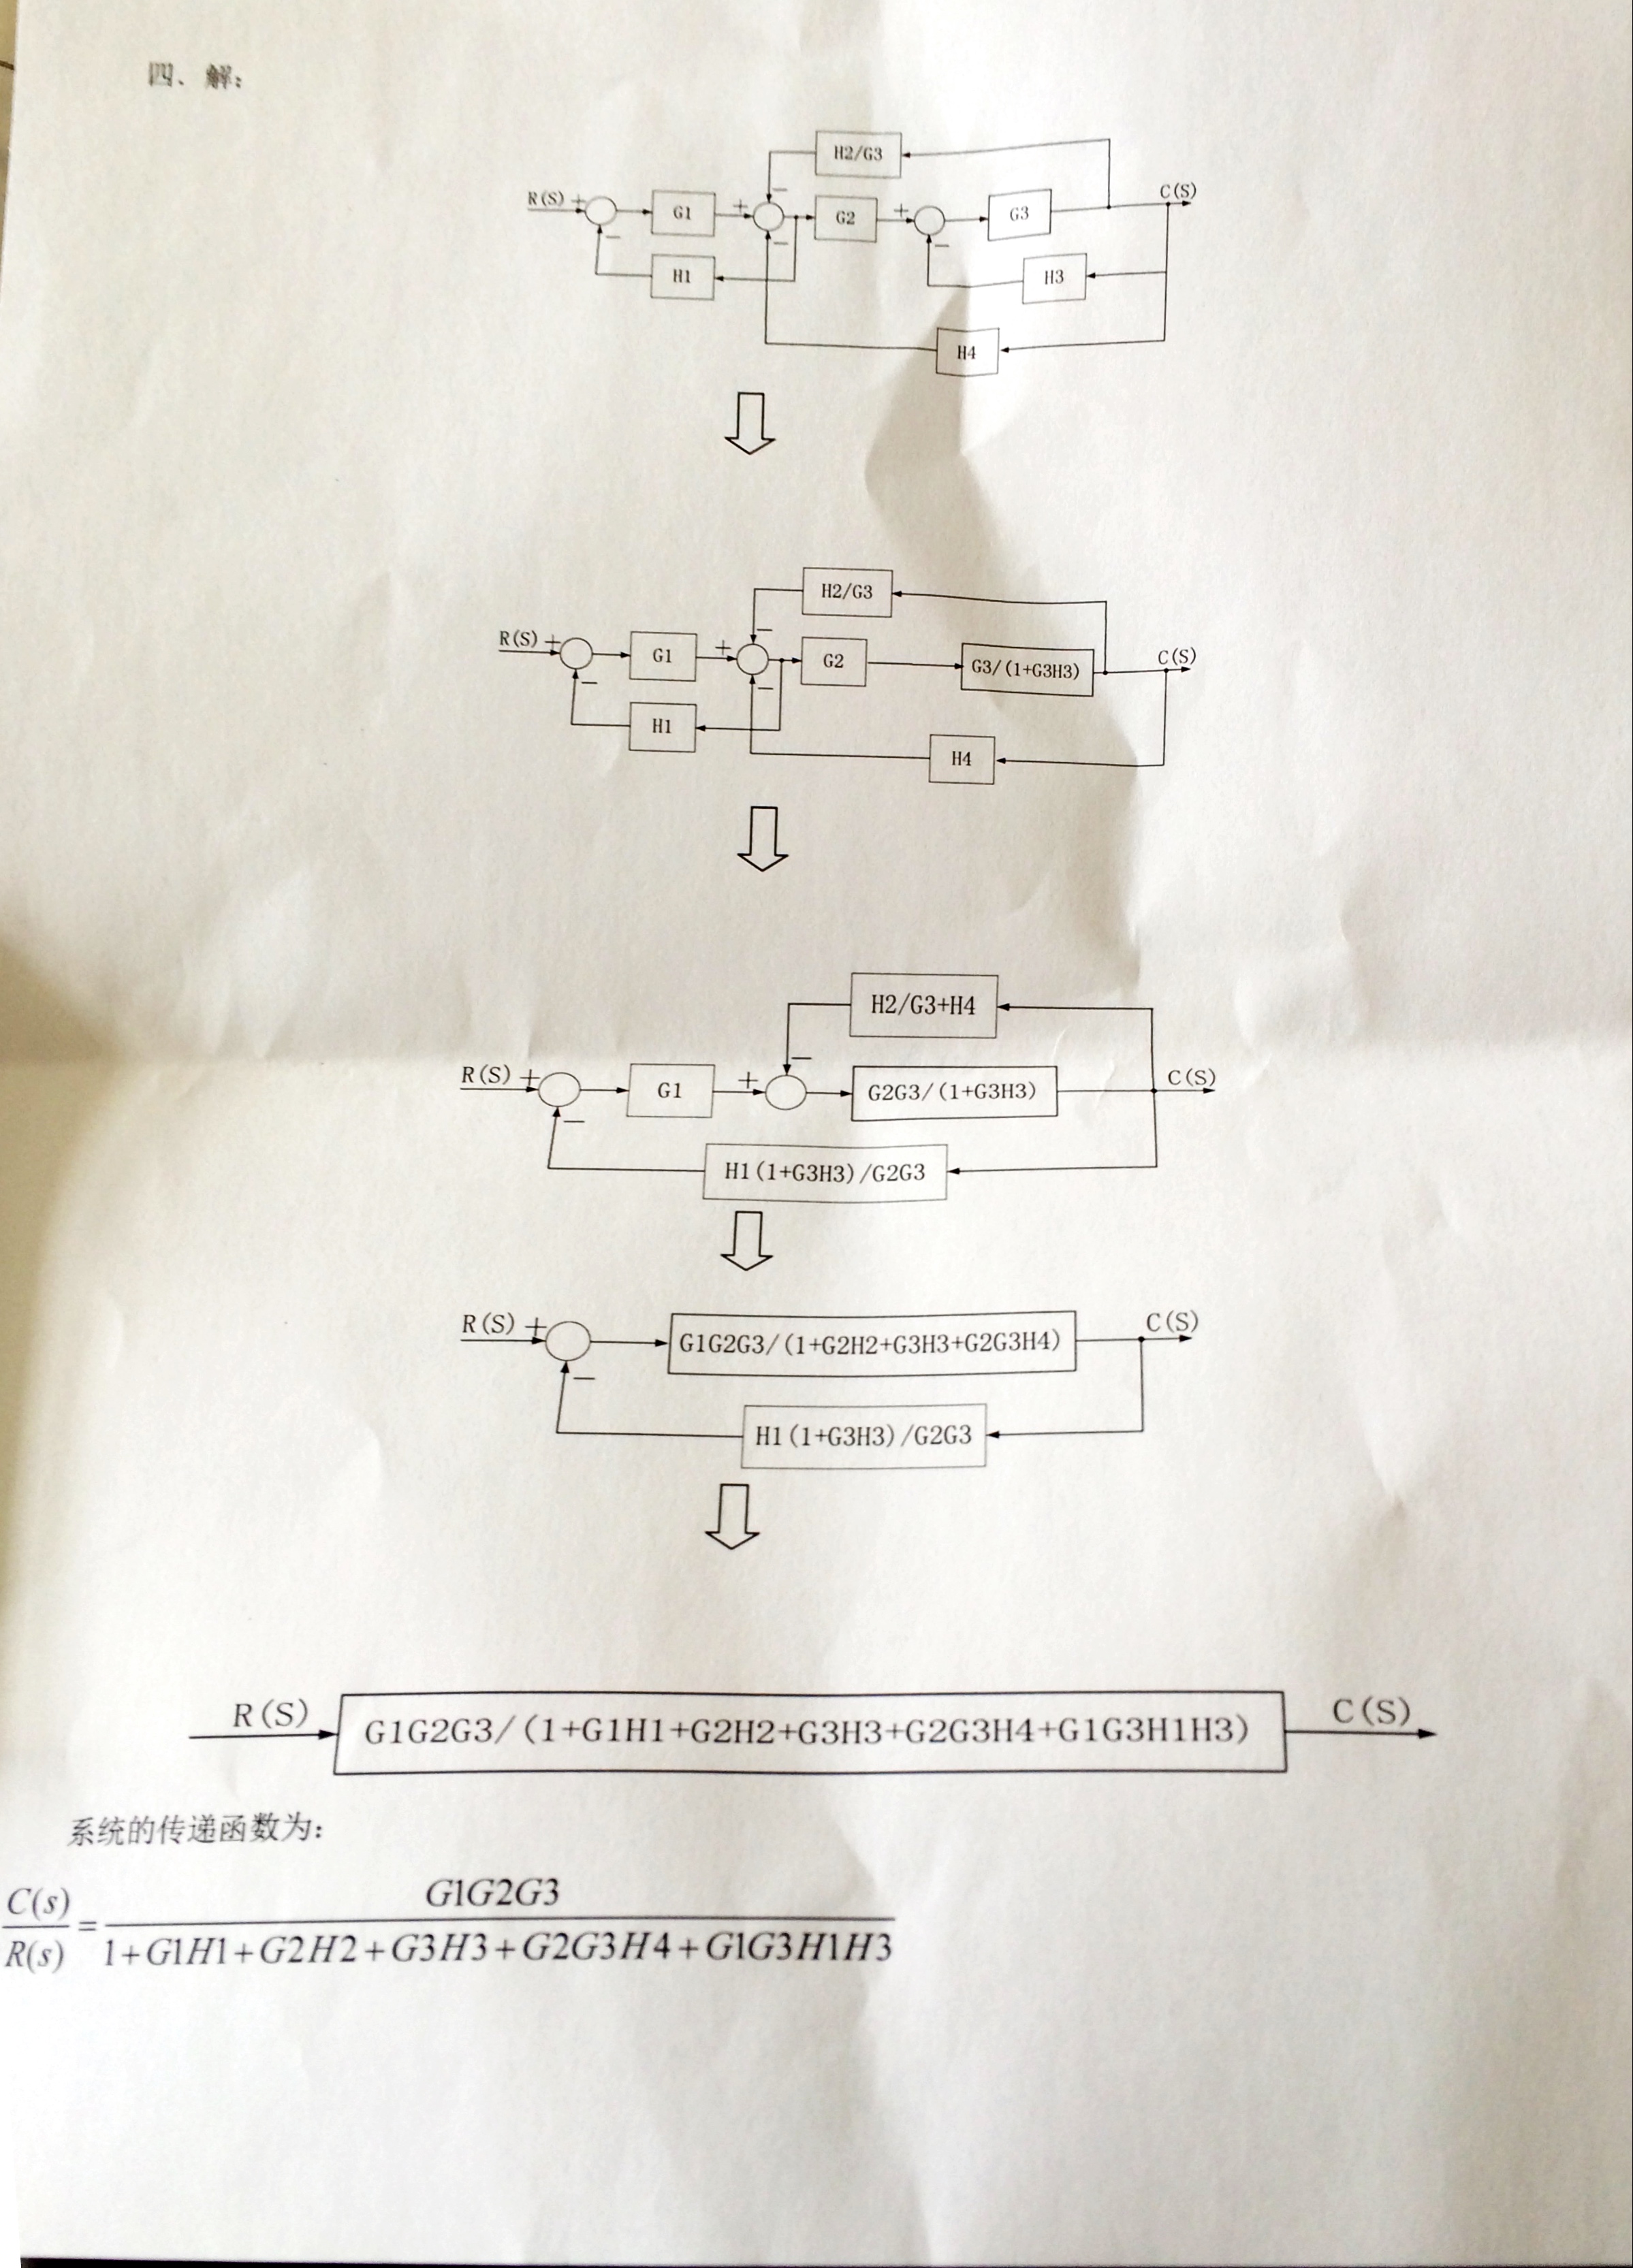 四、解：
H2/G3
R(S) + G1 + G2 + G3 C(S)
− − − −
H1 H3
H4
H2/G3
R(S) + G1 + G2 G3/(1+G3H3) C(S)
− − −
H1
H4
H2/G3+H4
−
R(S) + G1 + G2G3/(1+G3H3) C(S)
−
H1(1+G3H3)/G2G3
R(S) + G1G2G3/(1+G2H2+G3H3+G2G3H4) C(S)
−
H1(1+G3H3)/G2G3
R(S) G1G2G3/(1+G1H1+G2H2+G3H3+G2G3H4+G1G3H1H3) C(S)
系统的传递函数为：
C(s)/R(s) = G1G2G3/1+G1H1+G2H2+G3H3+G2G3H4+G1G3H1H3